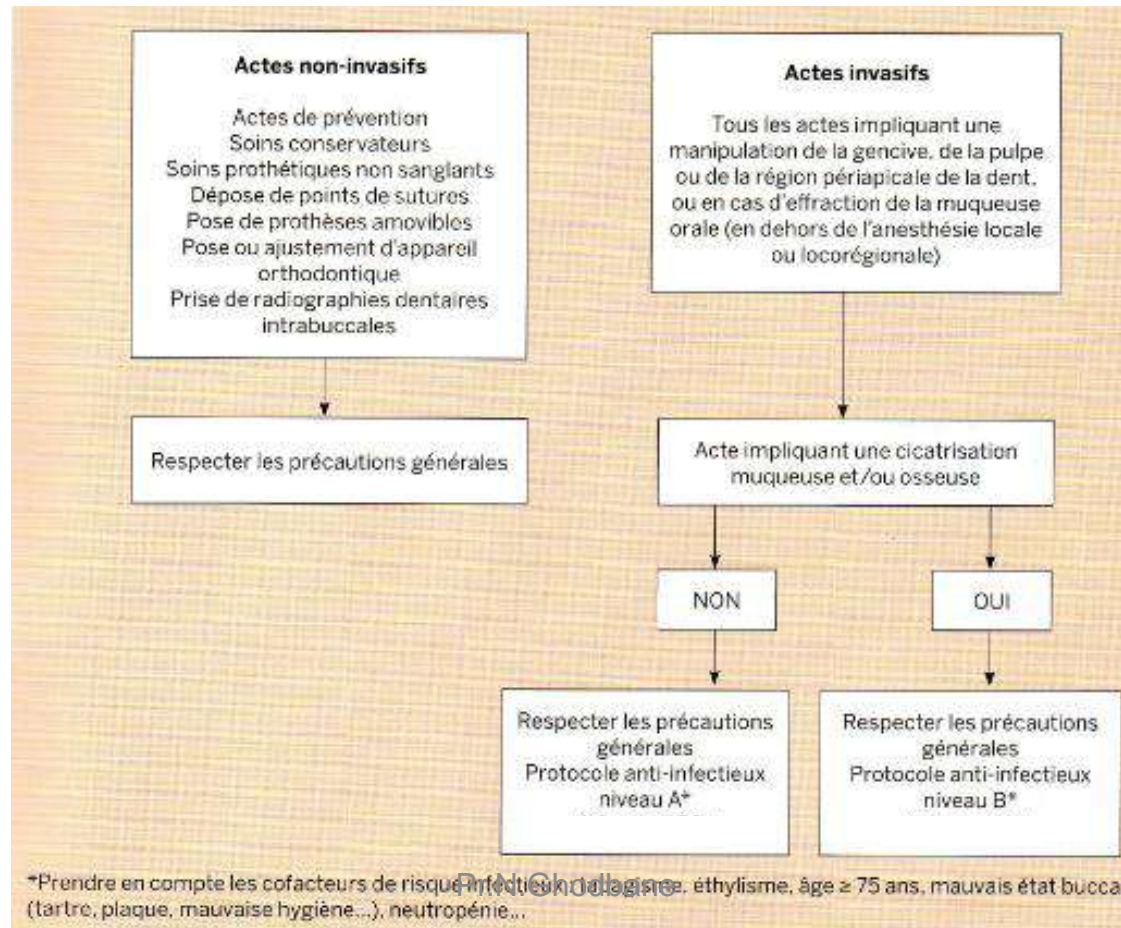 Actes non-invasifs
Actes de prévention
Soins conservateurs
Soins prothétiques non sanglants
Dépose de points de sutures
Pose de prothèses amovibles
Pose ou ajustement d'appareil
orthodontique
Prise de radiographies dentaires
intrabuccales
Respecter les précautions générales
Actes invasifs
Tous les actes impliquant une
manipulation de la gencive, de la pulpe
ou de la région périapicale de la dent,
ou en cas d'effraction de la muqueuse
orale (en dehors de l'anesthésie locale
ou locorégionale)
Acte impliquant une cicatrisation
muqueuse et/ou osseuse
NON
OUI
Respecter les précautions
générales
Protocole anti-infectieux
niveau A*
Respecter les précautions
générales
Protocole anti-infectieux
niveau B*
*Prendre en compte les cofacteurs de risque infectieux : tabagisme, éthylisme, âge ≥ 75 ans, mauvais état bucca
(tartre, plaque, mauvaise hygiène...), neutropénie...